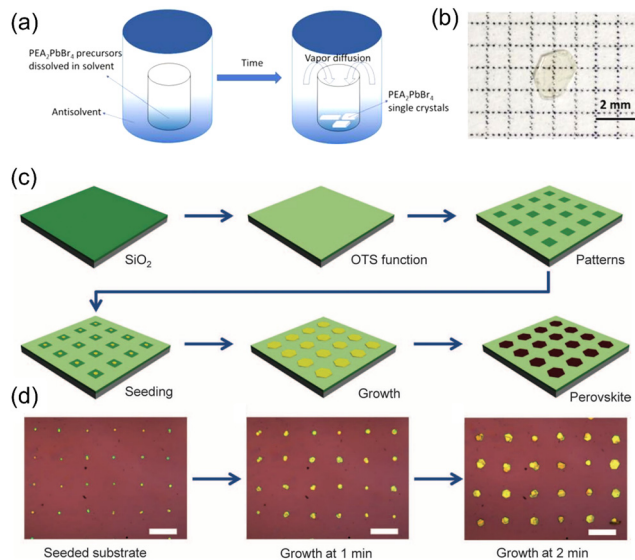 (a)
PEA₂PbBr₄ precursors
dissolved in solvent
Antisolvent
Time
Vapor diffusion
PEA₂PbBr₄
single crystals
(b)
2 mm
(c)
SiO₂
OTS function
Patterns
Seeding
Growth
Perovskite
(d)
Seeded substrate
Growth at 1 min
Growth at 2 min